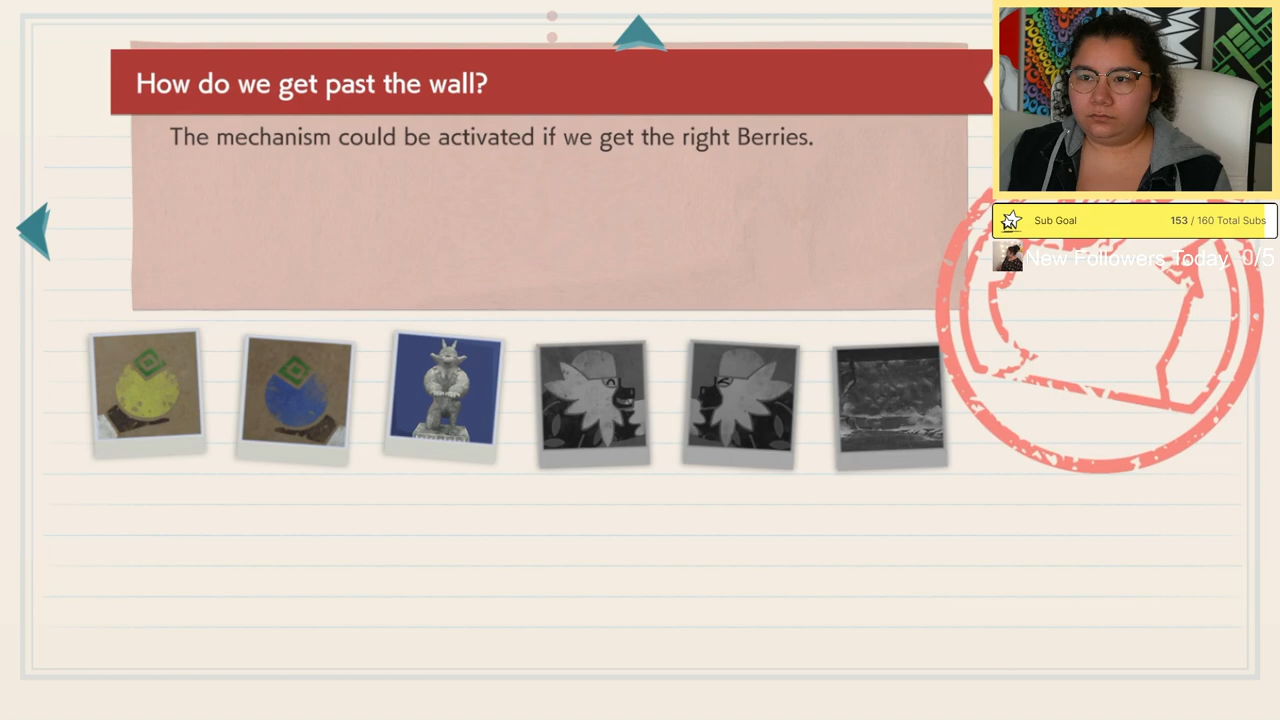 How do we get past the wall?
The mechanism could be activated if we get the right Berries.
Sub Goal 153 / 160 Total Subs
New Followers Today 0/5